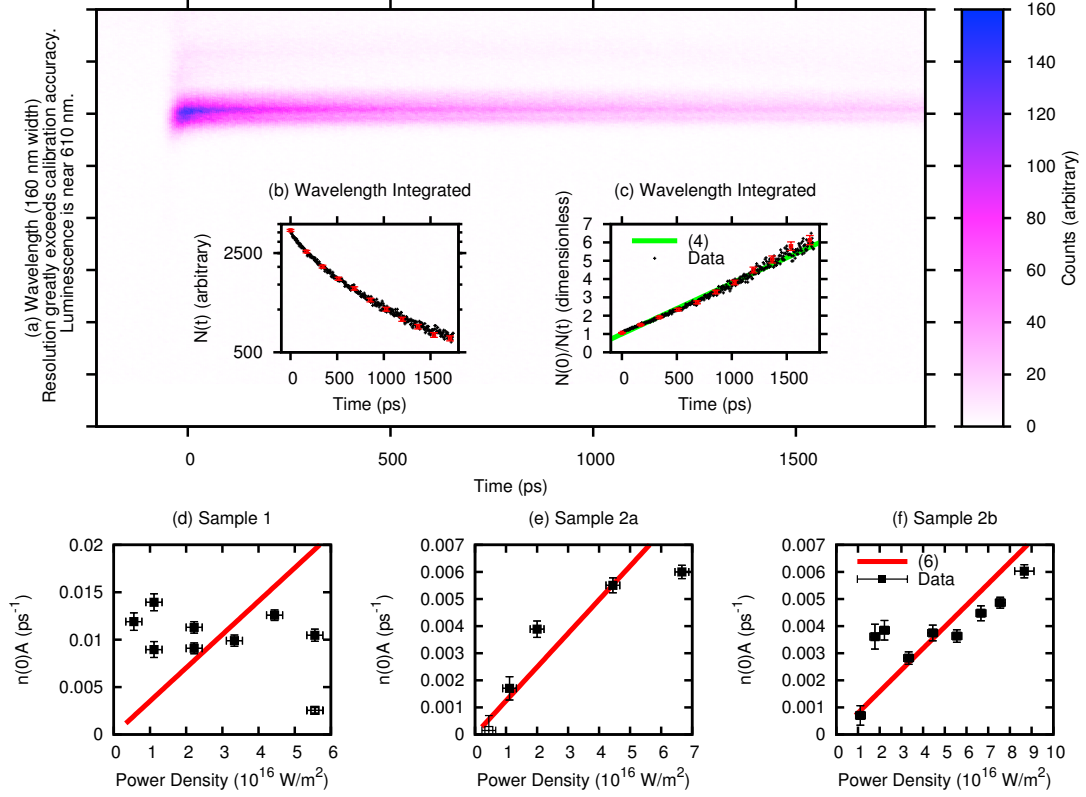 (a) Wavelength (160 nm width)
Resolution greatly exceeds calibration accuracy.
Luminescence is near 610 nm.
(b) Wavelength Integrated
N(t) (arbitrary)
2500
500
0 500 1000 1500
Time (ps)
(c) Wavelength Integrated
N(0)/N(t) (dimensionless)
7
6
5
4
3
2
1
0
(4)
Data
0 500 1000 1500
Time (ps)
0 500 1000 1500
Time (ps)
160
140
120
100
80
60
40
20
0
Counts (arbitrary)
(d) Sample 1
n(0)A (ps⁻¹)
0.02
0.015
0.01
0.005
0
0 1 2 3 4 5 6
Power Density (10¹⁶ W/m²)
(e) Sample 2a
n(0)A (ps⁻¹)
0.007
0.006
0.005
0.004
0.003
0.002
0.001
0
0 1 2 3 4 5 6 7
Power Density (10¹⁶ W/m²)
(f) Sample 2b
n(0)A (ps⁻¹)
0.007
0.006
0.005
0.004
0.003
0.002
0.001
0
(6)
Data
0 1 2 3 4 5 6 7 8 9 10
Power Density (10¹⁶ W/m²)